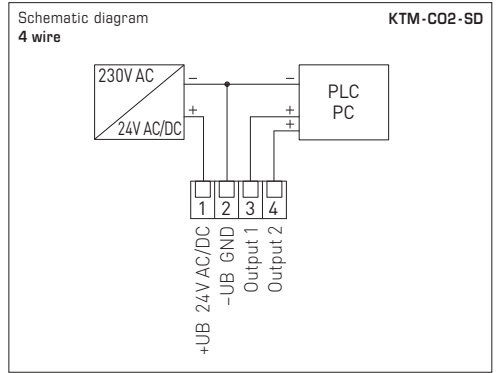 Schematic diagram
4 wire
KTM-CO2-SD
230V AC
24V AC/DC
–
+
–
+
+
PLC
PC
1 2 3 4
+UB 24V AC/DC
–UB GND
Output 1
Output 2